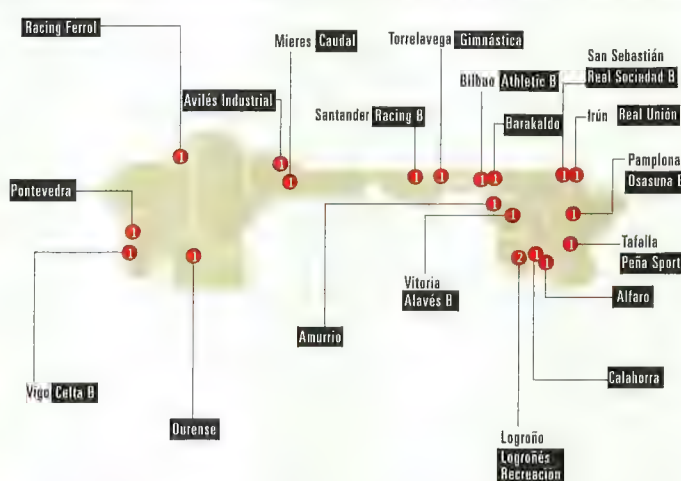 Racing Ferrol
Mieres Caudal
Torrelavega Gimnástica
San Sebastián
Real Sociedad B
Bilbao Athletic B
Avilés Industrial
Santander Racing B
Barakaldo
Irún Real Unión
1
1
1
1
1
1
1
1
1
Pamplona
Osasuna B
Pontevedra
1
1
1
1
1
1
1
1
2
1
1
Tafalla
Peña Sport
Vitoria
Alavés B
Alfaro
Amurrio
Calahorra
Vigo Celta B
Ourense
Logroño
Logroñés
Recreacion